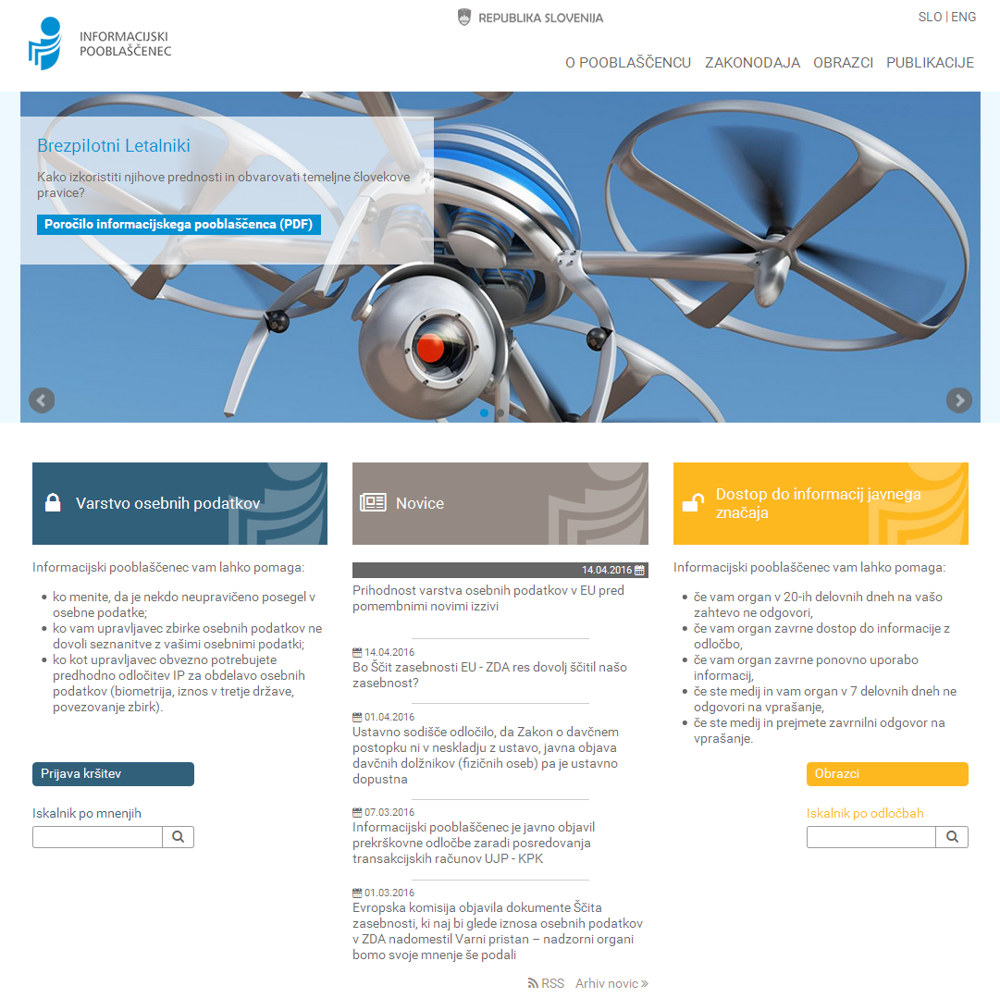 INFORMACIJSKI
POOBLAŠČENEC
REPUBLIKA SLOVENIJA
SLO | ENG
O POOBLAŠČENCU ZAKONODAJA OBRAZCI PUBLIKACIJE
Brezpilotni Letalniki
Kako izkoristiti njihove prednosti in obvarovati temeljne človekove
pravice?
Poročilo informacijskega pooblaščenca (PDF)
Varstvo osebnih podatkov
Informacijski pooblaščenec vam lahko pomaga:
ko menite, da je nekdo neupravičeno posegel v
osebne podatke;
ko vam upravljavec zbirke osebnih podatkov ne
dovoli seznanitve z vašimi osebnimi podatki;
ko kot upravljavec obvezno potrebujete
predhodno odločitev IP za obdelavo osebnih
podatkov (biometrija, iznos v tretje države,
povezovanje zbirk).
Prijava kršitev
Iskalnik po mnenjih
Novice
14.04.2016
Prihodnost varstva osebnih podatkov v EU pred
pomembnimi novimi izzivi
14.04.2016
Bo Ščit zasebnosti EU - ZDA res dovolj ščitil našo
zasebnost?
01.04.2016
Ustavno sodišče odločilo, da Zakon o davčnem
postopku ni v neskladju z ustavo, javna objava
davčnih dolžnikov (fizičnih oseb) pa je ustavno
dopustna
07.03.2016
Informacijski pooblaščenec je javno objavil
prekrškovne odločbe zaradi posredovanja
transakcijskih računov UJP - KPK
01.03.2016
Evropska komisija objavila dokumente Ščita
zasebnosti, ki naj bi glede iznosa osebnih podatkov
v ZDA nadomestil Varni pristan – nadzorni organi
bomo svoje mnenje še podali
RSS Arhiv novic »
Dostop do informacij javnega
značaja
Informacijski pooblaščenec vam lahko pomaga:
če vam organ v 20-ih delovnih dneh na vašo
zahtevo ne odgovori,
če vam organ zavrne dostop do informacije z
odločbo,
če vam organ zavrne ponovno uporabo
informacij,
če ste medij in vam organ v 7 delovnih dneh ne
odgovori na vprašanje,
če ste medij in prejmete zavrnilni odgovor na
vprašanje.
Obrazci
Iskalnik po odločbah